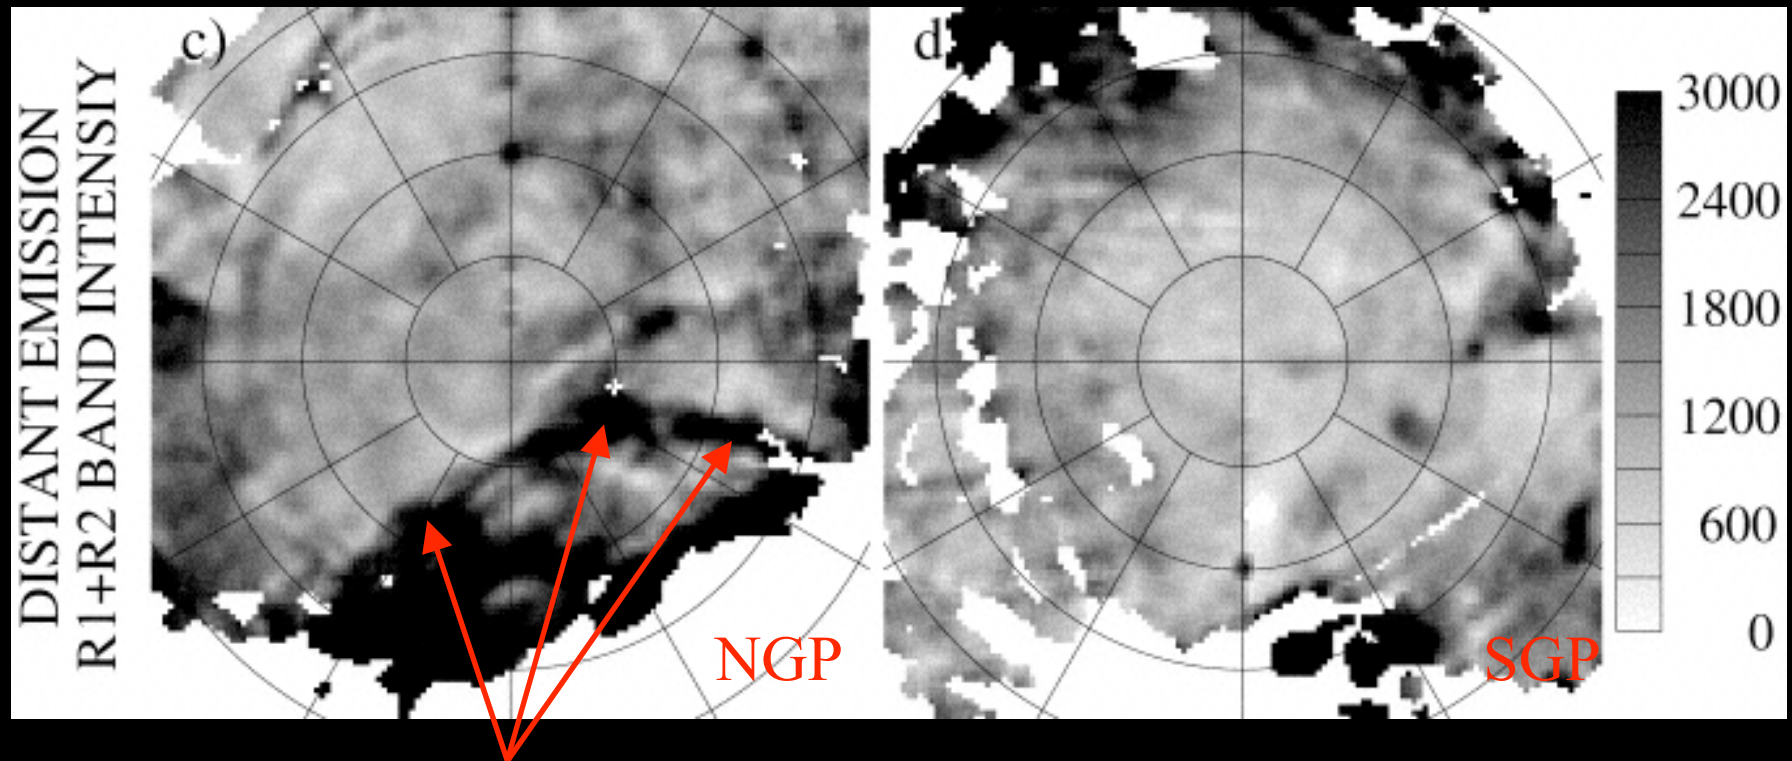 DISTANT EMISSION
R1+R2 BAND INTENSIY
c)
NGP
d
SGP
3000
2400
1800
1200
600
0